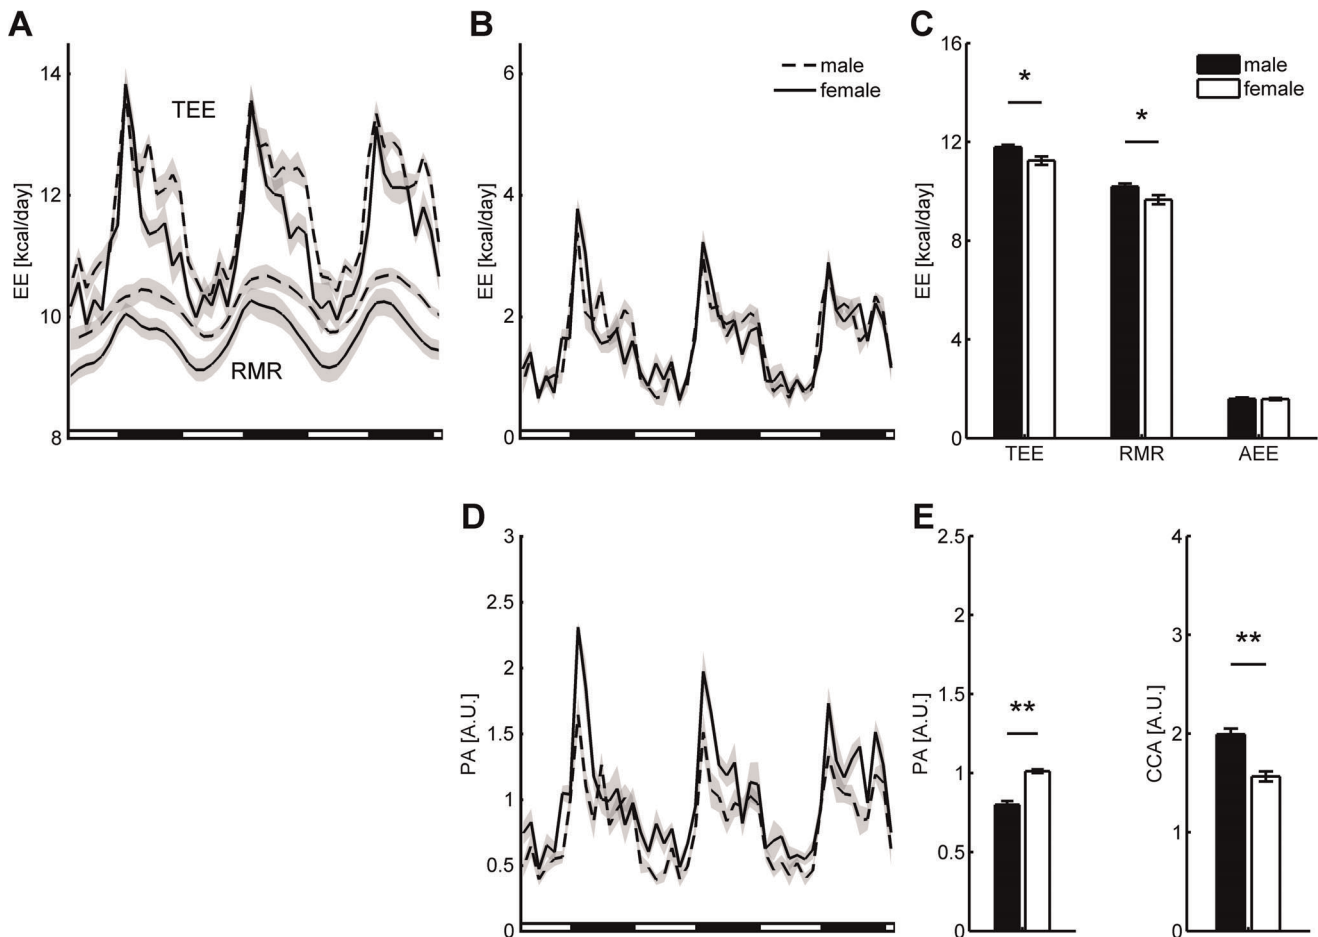 A
EE [kcal/day]
14
12
10
8
TEE
RMR
B
EE [kcal/day]
6
4
2
0
male
female
C
EE [kcal/day]
16
12
8
4
0
*
*
male
female
TEE
RMR
AEE
D
PA [A.U.]
3
2.5
2
1.5
1
0.5
0
E
PA [A.U.]
2.5
2
1.5
1
0.5
0
**
CCA [A.U.]
4
3
2
1
0
**